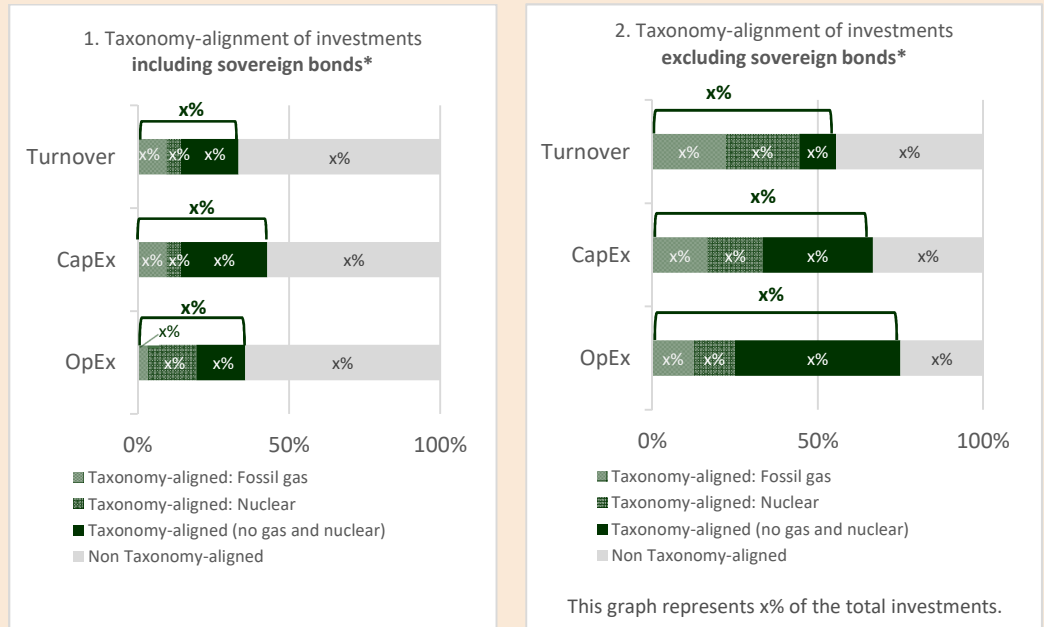 1. Taxonomy-alignment of investments
including sovereign bonds*
x%
Turnover
x% x% x% x%
x%
CapEx
x% x% x% x%
x%
x%
OpEx
x% x% x%
0% 50% 100%
Taxonomy-aligned: Fossil gas
Taxonomy-aligned: Nuclear
Taxonomy-aligned (no gas and nuclear)
Non Taxonomy-aligned
2. Taxonomy-alignment of investments
excluding sovereign bonds*
x%
Turnover
x% x% x% x%
x%
CapEx
x% x% x% x%
x%
OpEx
x% x% x% x%
0% 50% 100%
Taxonomy-aligned: Fossil gas
Taxonomy-aligned: Nuclear
Taxonomy-aligned (no gas and nuclear)
Non Taxonomy-aligned
This graph represents x% of the total investments.